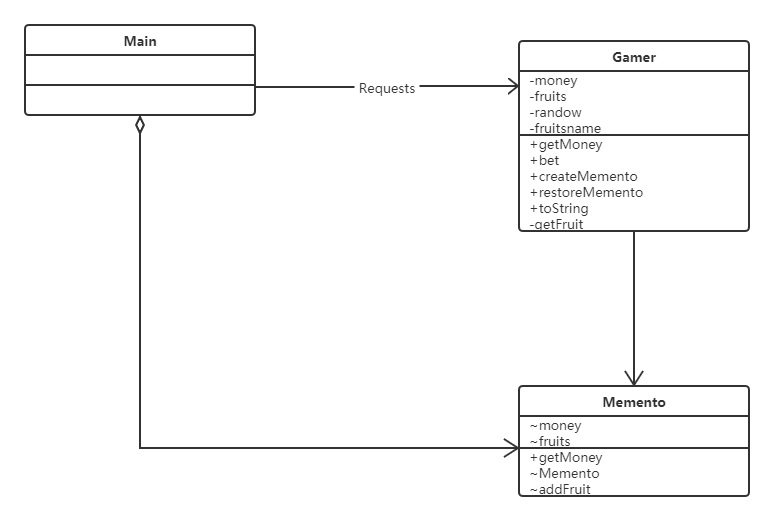 Main
Requests
Gamer
-money
-fruits
-randow
-fruitsname
+getMoney
+bet
+createMemento
+restoreMemento
+toString
-getFruit
Memento
~money
~fruits
+getMoney
~Memento
~addFruit